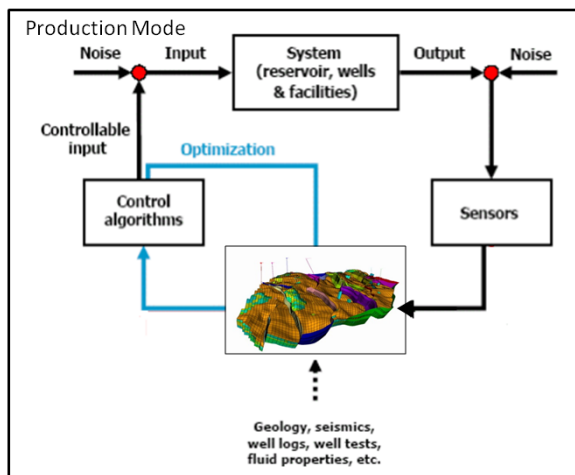 Production Mode
Noise
Input
System
(reservoir, wells
& facilities)
Output
Noise
Controllable
input
Optimization
Control
algorithms
Sensors
Geology, seismics,
well logs, well tests,
fluid properties, etc.